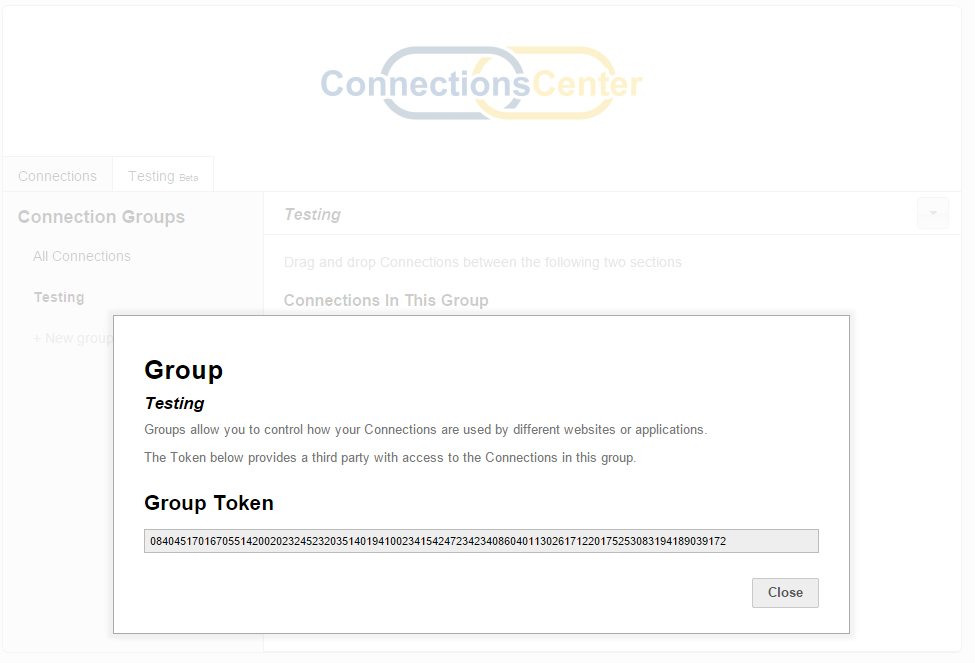 ConnectionsCenter
Connections
Testing Beta
Connection Groups
Testing
All Connections
Drag and drop Connections between the following two sections
Testing
Connections In This Group
+ New group
Group
Testing
Groups allow you to control how your Connections are used by different websites or applications.
The Token below provides a third party with access to the Connections in this group.
Group Token
084045170167055142002023245232035140194100234154247234234086040113026171220175253083194189039172
Close